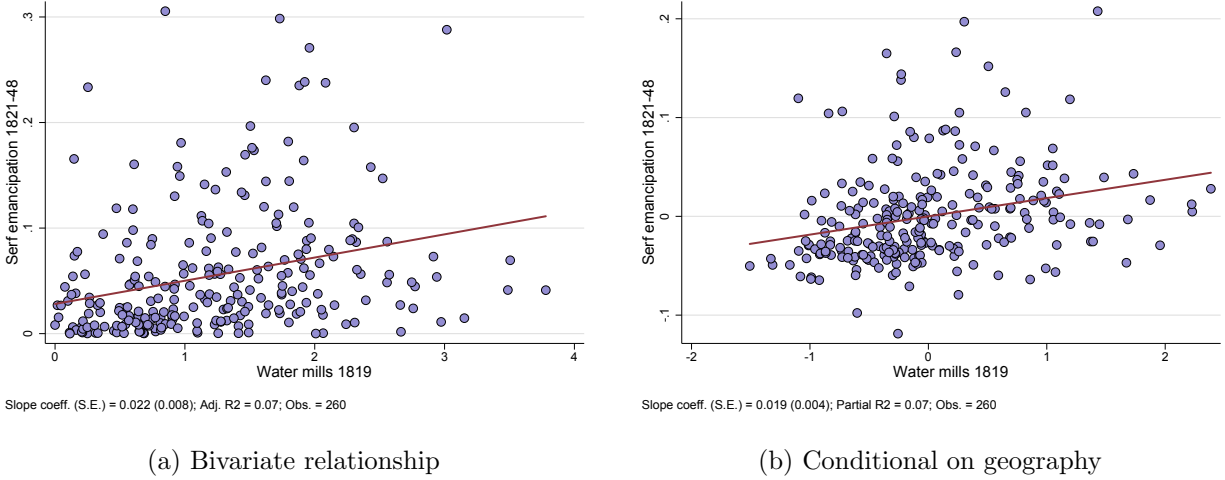 Serf emancipation 1821-48
.3
.2
.1
0
0 1 2 3 4
Water mills 1819
Slope coeff. (S.E.) = 0.022 (0.008); Adj. R2 = 0.07; Obs. = 260
(a) Bivariate relationship
Serf emancipation 1821-48
.2
.1
0
-.1
-2 -1 0 1 2
Water mills 1819
Slope coeff. (S.E.) = 0.019 (0.004); Partial R2 = 0.07; Obs. = 260
(b) Conditional on geography